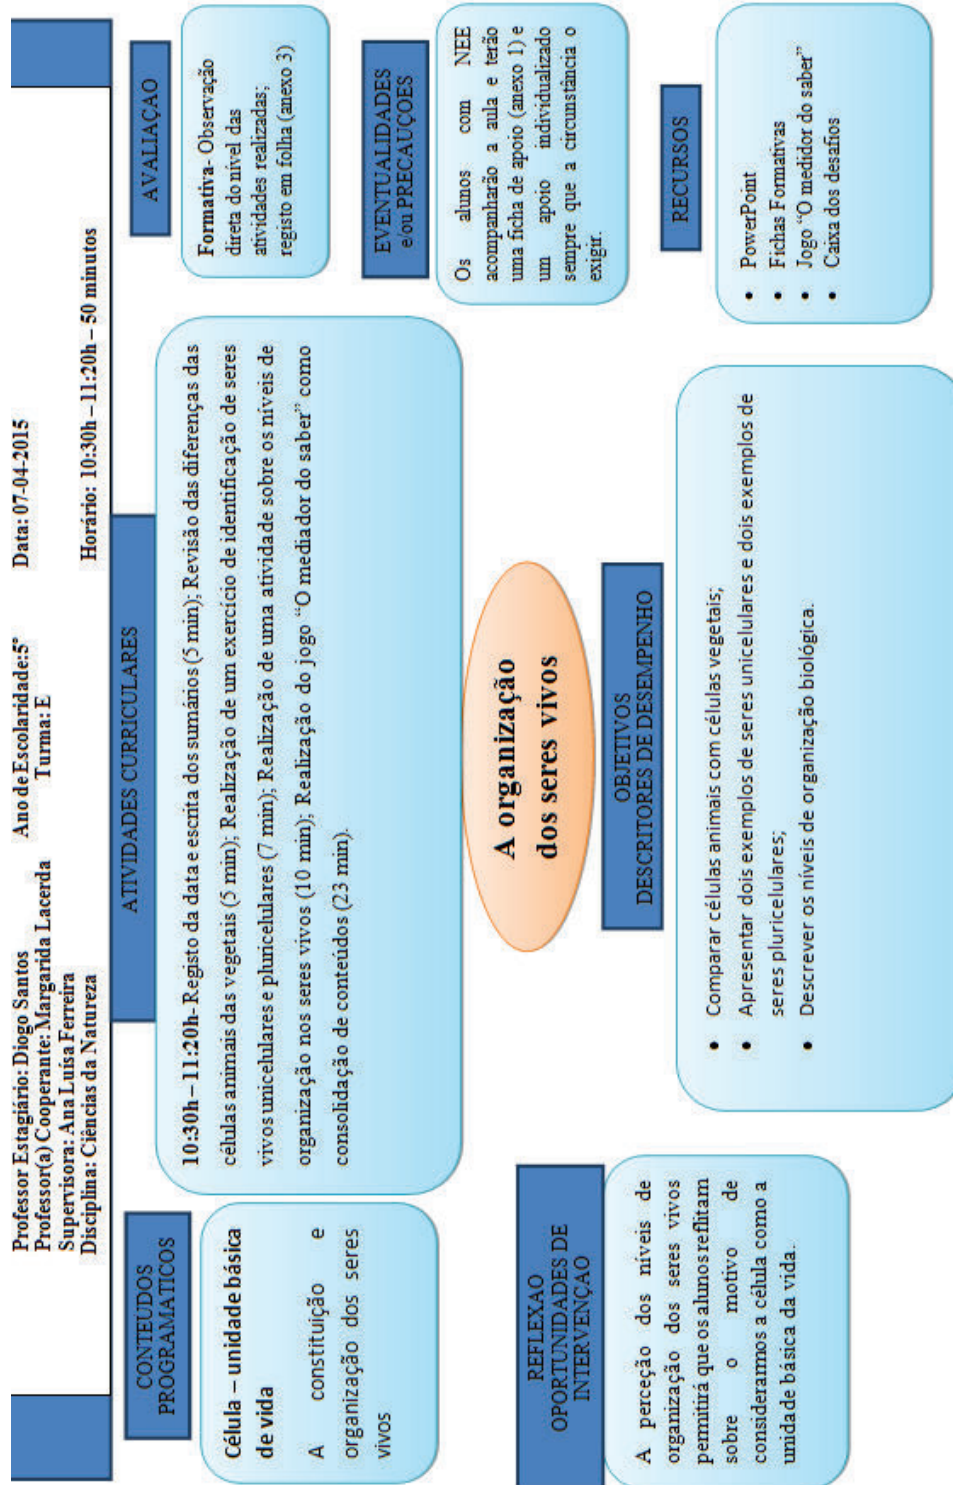 Professor Estagiário: Diogo Santos
Ano de Escolaridade:5º
Data: 07-04-2015
Professor(a) Cooperante: Margarida Lacerda
Turma: E
Supervisora: Ana Luísa Ferreira
Disciplina: Ciências da Natureza
Horário: 10:30h – 11:20h – 50 minutos
CONTEÚDOS
PROGRAMATICOS
Célula – unidade básica
de vida
A constituição e
organização dos seres
vivos
ATIVIDADES CURRICULARES
10:30h – 11:20h- Registo da data e escrita dos sumários (5 min); Revisão das diferenças das
células animais das vegetais (5 min); Realização de um exercício de identificação de seres
vivos unicelulares e pluricelulares (7 min); Realização de uma atividade sobre os níveis de
organização nos seres vivos (10 min); Realização do jogo “O mediador do saber” como
consolidação de conteúdos (23 min).
AVALIAÇAO
Formativa- Observação
direta do nível das
atividades realizadas;
registo em folha (anexo 3)
EVENTUALIDADES
e/ou PRECAUÇOES
Os alunos com NEE
acompanharão a aula e terão
uma ficha de apoio (anexo 1) e
um apoio individualizado
sempre que a circunstância o
exigir.
A organização
dos seres vivos
REFLEXAO
OPORTUNIDADES DE
INTERVENÇAO
A perceção dos níveis de
organização dos seres vivos
permitirá que os alunos reflitam
sobre o motivo de
considerarmos a célula como a
unidade básica da vida.
OBJETIVOS
DESCRITORES DE DESEMPENHO
• Comparar células animais com células vegetais;
• Apresentar dois exemplos de seres unicelulares e dois exemplos de
seres pluricelulares;
• Descrever os níveis de organização biológica.
RECURSOS
• PowerPoint
• Fichas Formativas
• Jogo “O medidor do saber”
• Caixa dos desafios